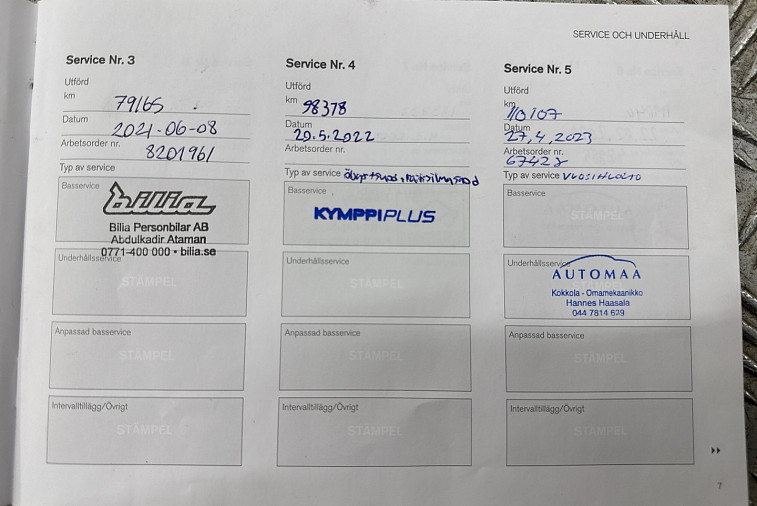 SERVICE OCH UNDERHÅLL
Service Nr. 3
Utförd
km 79165
Datum 2021-06-08
Arbetsorder nr. 8201961
Typ av service
Basservice
bilia
Bilia Personbilar AB
Abdulkadir Ataman
0771-400 000 • bilia.se
Underhållsservice
STÄMPEL
Anpassad basservice
STÄMPEL
Intervalltillägg/Övrigt
STÄMPEL
Service Nr. 4
Utförd
km 98378
Datum 20.5.2022
Arbetsorder nr.
Typ av service
Basservice
KYMPPIPLUS
Underhållsservice
STÄMPEL
Anpassad basservice
STÄMPEL
Intervalltillägg/Övrigt
STÄMPEL
Service Nr. 5
Utförd
km 110107
Datum 27,4,2023
Arbetsorder nr. 67423
Typ av service VUOSIHUOLTO
Basservice
STÄMPEL
Underhållsservice
AUTOMAA
Kokkola - Omamekaanikko
Hannes Haasala
044 7814 629
Anpassad basservice
STÄMPEL
Intervalltillägg/Övrigt
STÄMPEL
7